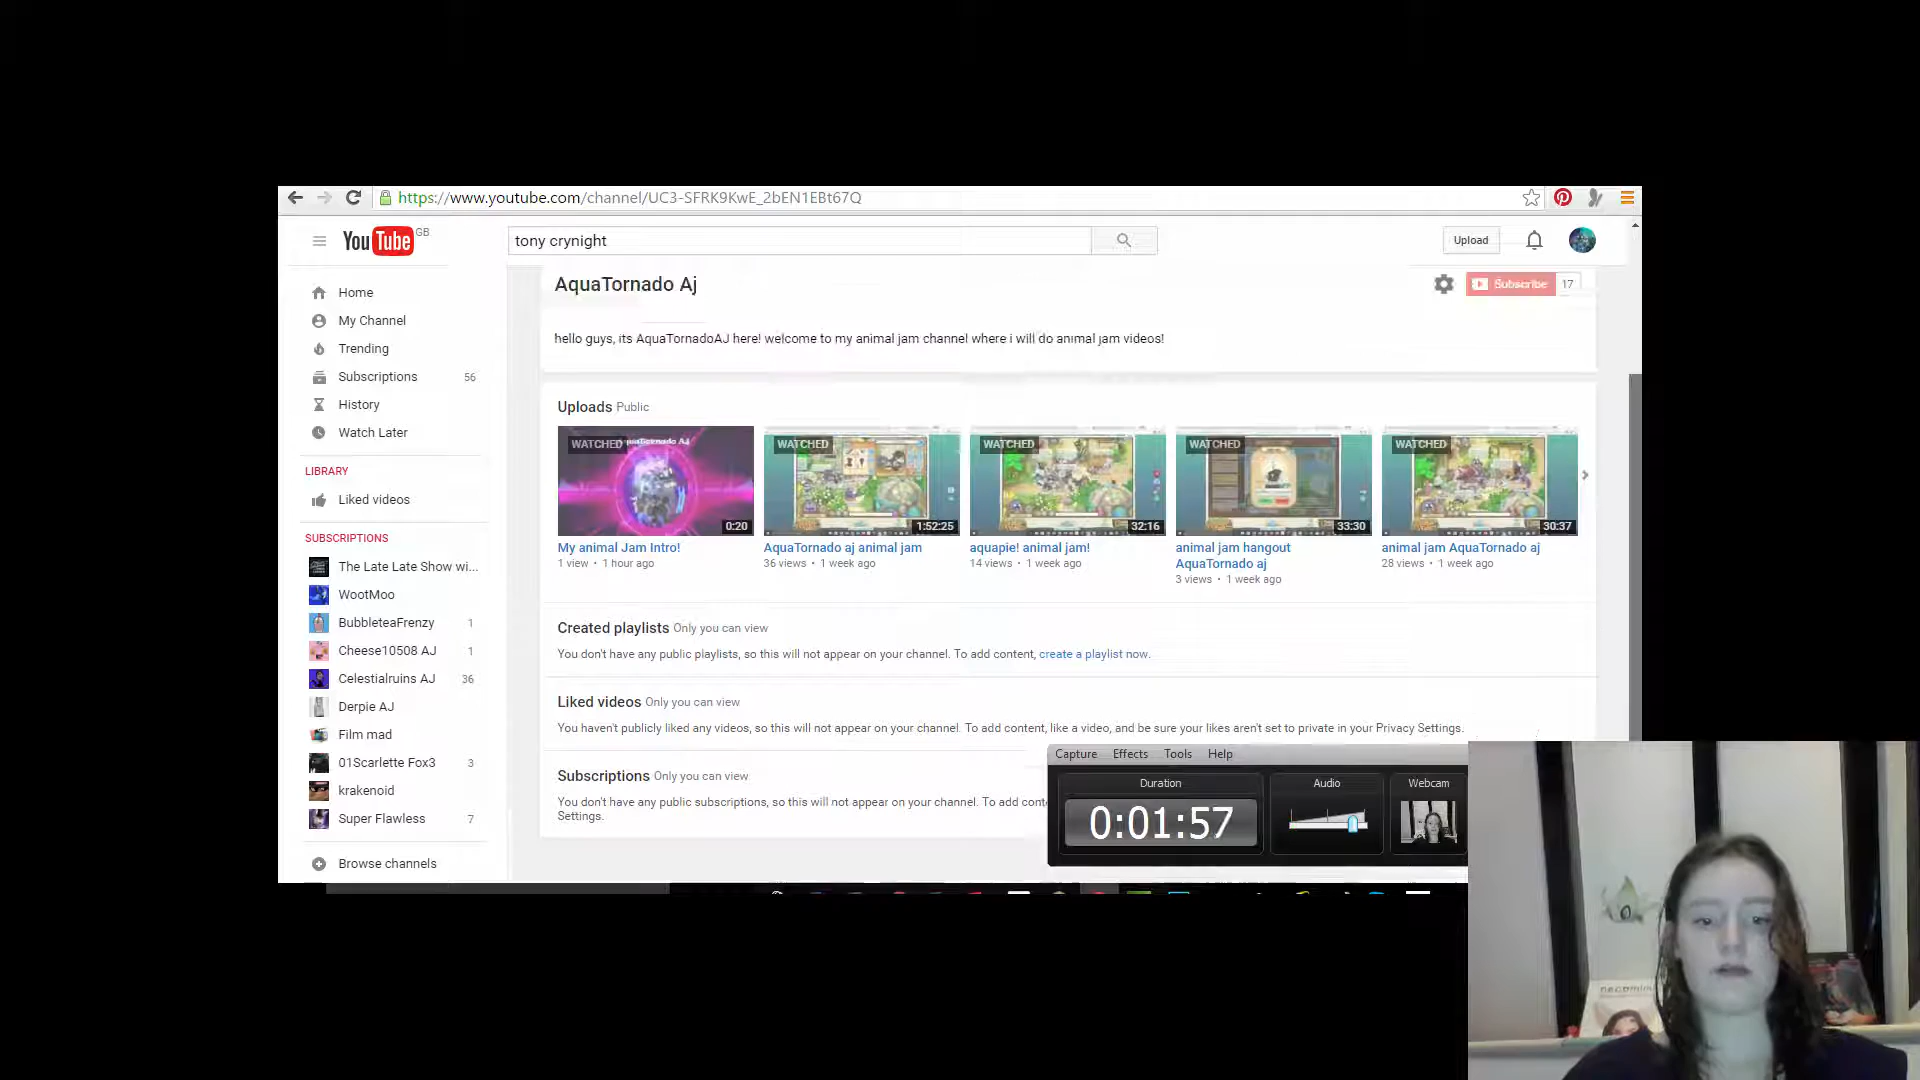 https://www.youtube.com/channel/UC3-SFRK9KwE_2bEN1EBt67Q
YouTube GB
tony crynight
Upload
AquaTornado Aj
Subscribe 17
hello guys, its AquaTornadoAJ here! welcome to my animal jam channel where i will do animal jam videos!
Home
My Channel
Trending
Subscriptions 56
History
Watch Later
LIBRARY
Liked videos
SUBSCRIPTIONS
The Late Late Show wi...
WootMoo
BubbleteaFrenzy 1
Cheese10508 AJ 1
Celestialruins AJ 36
Derpie AJ
Film mad
01Scarlette Fox3 3
krakenoid
Super Flawless 7
Browse channels
Uploads Public
WATCHED
0:20
My animal Jam Intro!
1 view • 1 hour ago
WATCHED
1:52:25
AquaTornado aj animal jam
36 views • 1 week ago
WATCHED
32:16
aquapie! animal jam!
14 views • 1 week ago
WATCHED
33:30
animal jam hangout
AquaTornado aj
3 views • 1 week ago
WATCHED
30:37
animal jam AquaTornado aj
28 views • 1 week ago
Created playlists Only you can view
You don't have any public playlists, so this will not appear on your channel. To add content, create a playlist now.
Liked videos Only you can view
You haven't publicly liked any videos, so this will not appear on your channel. To add content, like a video, and be sure your likes aren't set to private in your Privacy Settings.
Subscriptions Only you can view
You don't have any public subscriptions, so this will not appear on your channel. To add
Settings.
Capture Effects Tools Help
Duration
0:01:57
Audio
Webcam